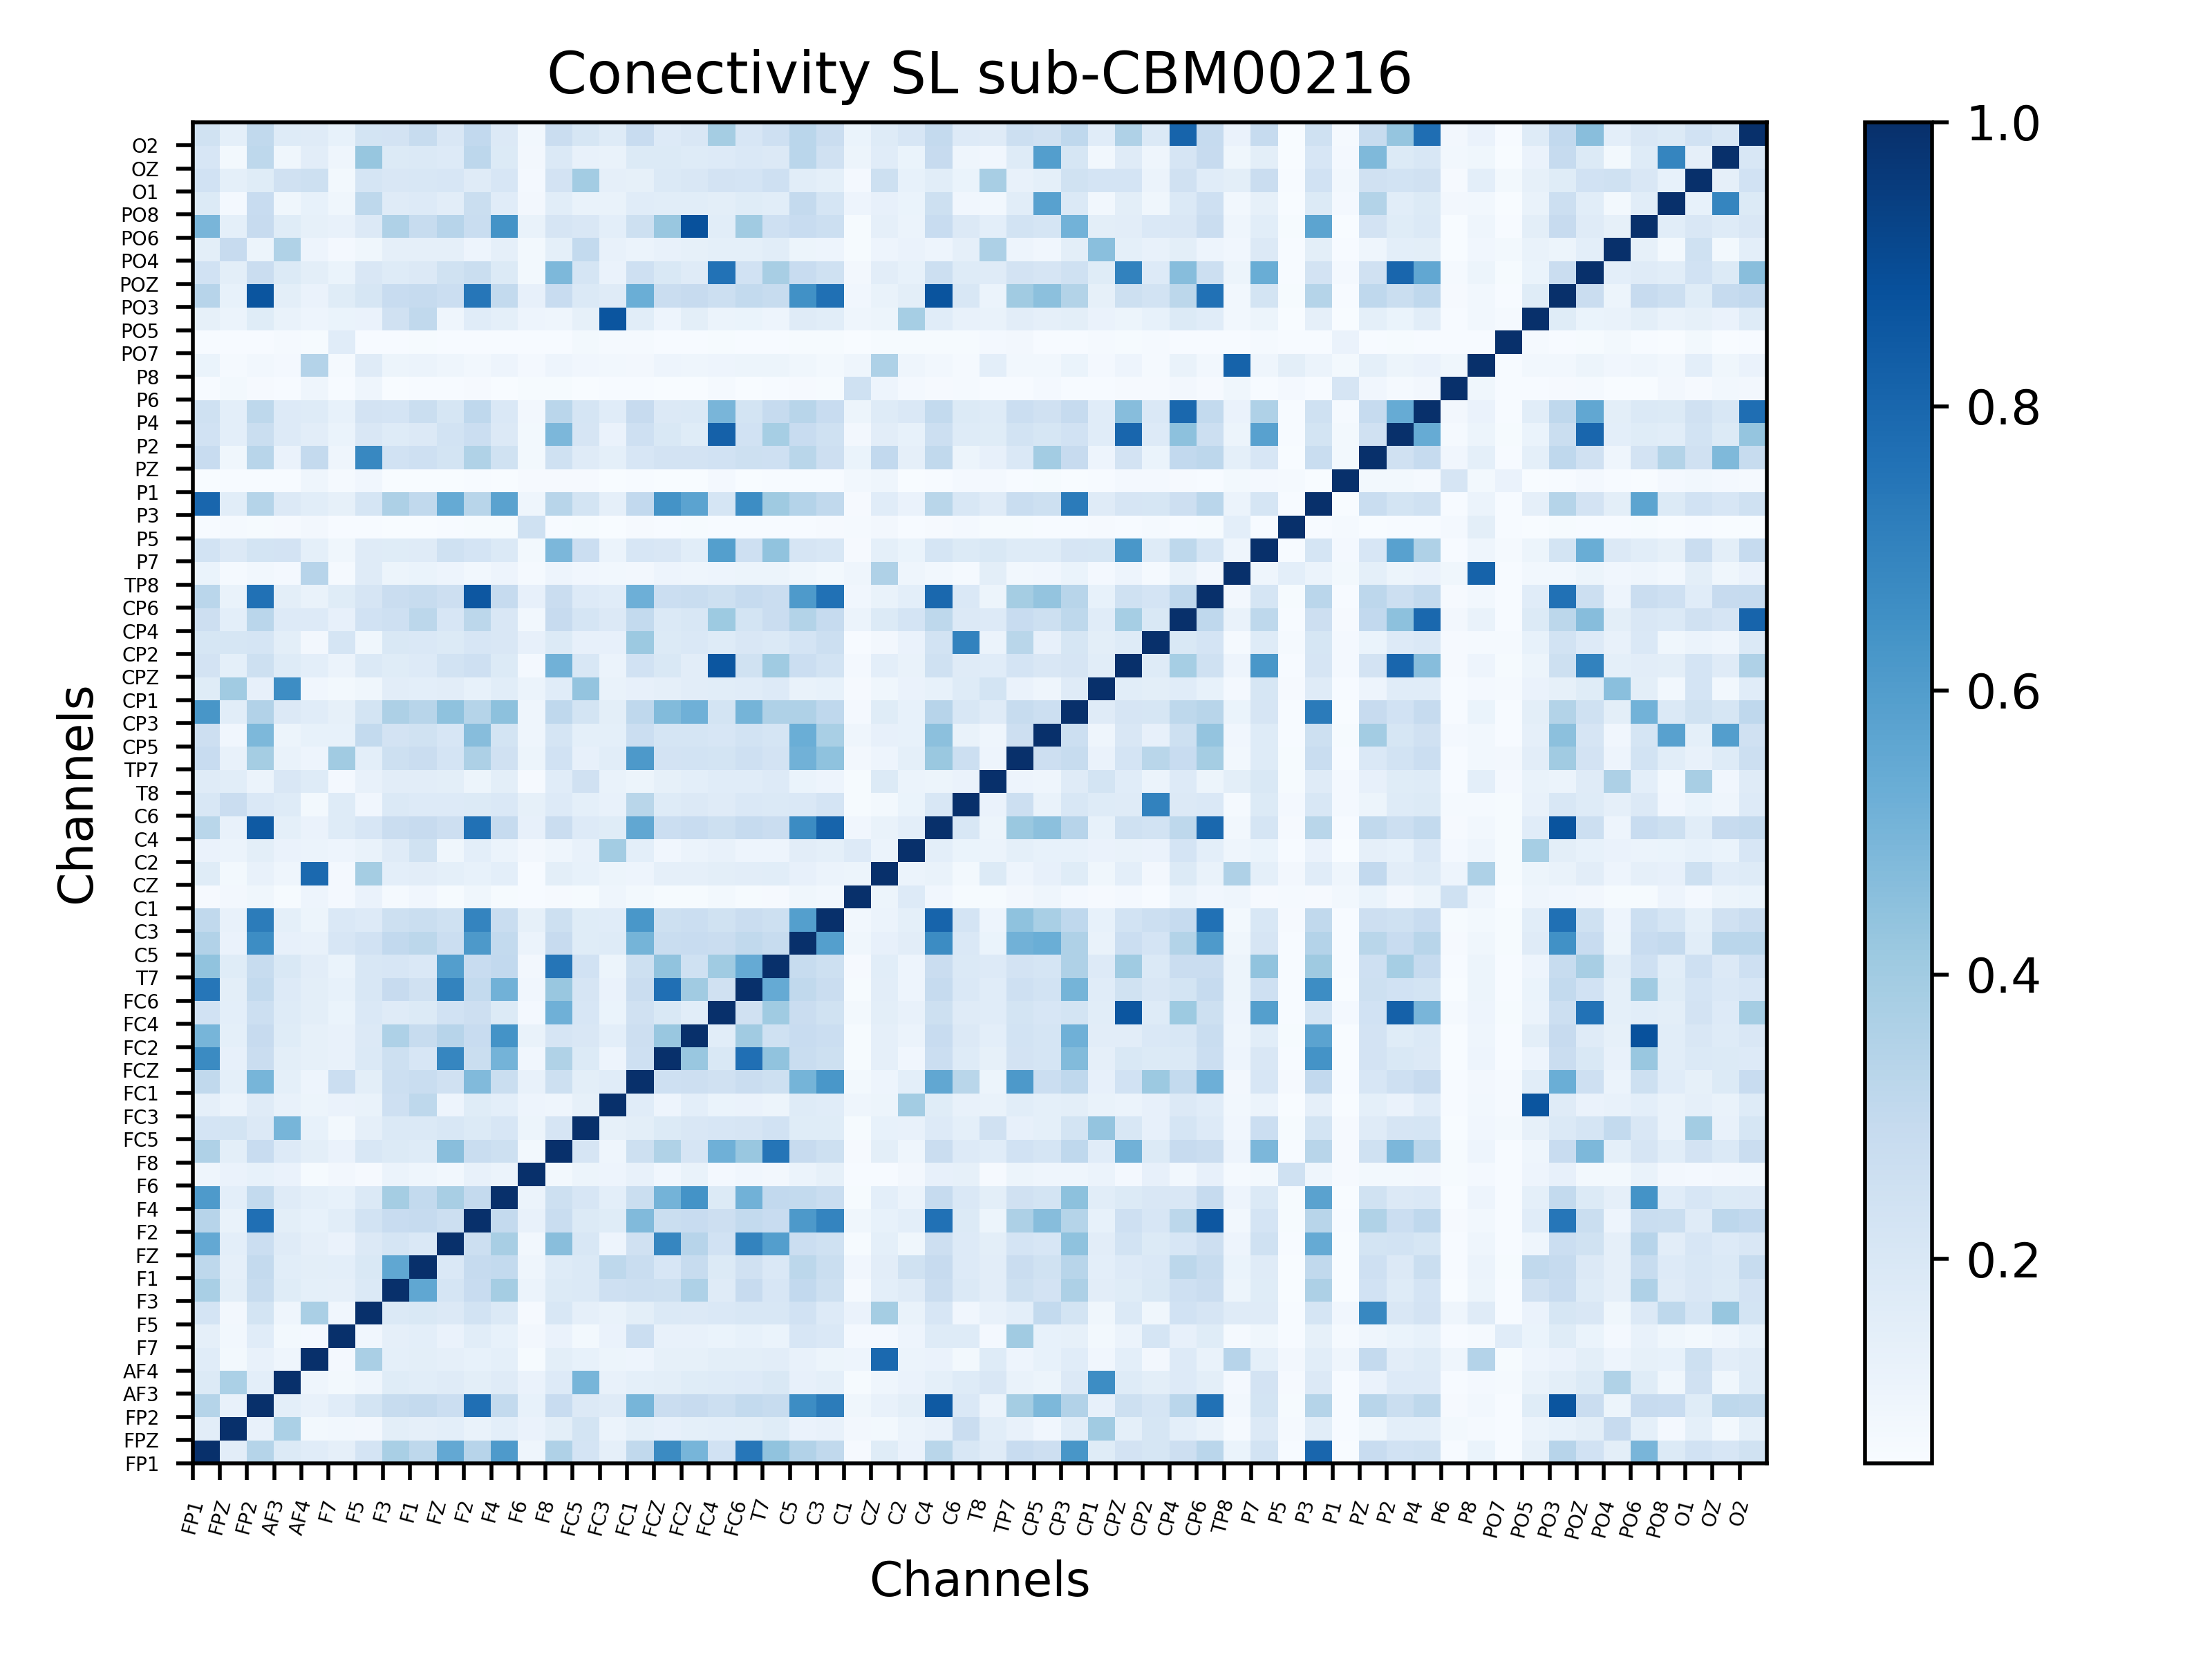 Conectivity SL sub-CBM00216
O2
OZ
O1
PO8
PO6
PO4
POZ
PO3
PO5
PO7
P8
P6
P4
P2
PZ
P1
P3
P5
P7
TP8
CP6
CP4
CP2
CPZ
CP1
CP3
CP5
TP7
T8
C6
C4
C2
CZ
C1
C3
C5
T7
FC6
FC4
FC2
FCZ
FC1
FC3
FC5
F8
F6
F4
F2
FZ
F1
F3
F5
F7
AF4
AF3
FP2
FPZ
FP1
Channels
FP1 FPZ FP2 AF3 AF4 F7 F5 F3 F1 FZ F2 F4 F6 F8 FC5 FC3 FC1 FCZ FC2 FC4 FC6 T7 C5 C3 C1 CZ C2 C4 C6 T8 TP7 CP5 CP3 CP1 CPZ CP2 CP4 CP6 TP8 P7 P5 P3 P1 PZ P2 P4 P6 P8 PO7 PO5 PO3 POZ PO4 PO6 PO8 O1 OZ O2
Channels
1.0
0.8
0.6
0.4
0.2